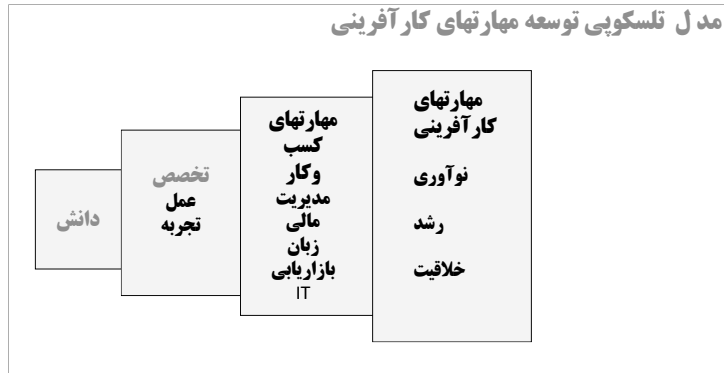 مد ل تلسکوپی توسعه مهارتهای کارآفرینی
مهارتهای
کارآفرینی
نوآوری
رشد
خلاقیت
مهارتهای
کسب
وکار
مدیریت
مالی
زبان
بازاریابی
IT
تخصص
عمل
تجربه
دانش